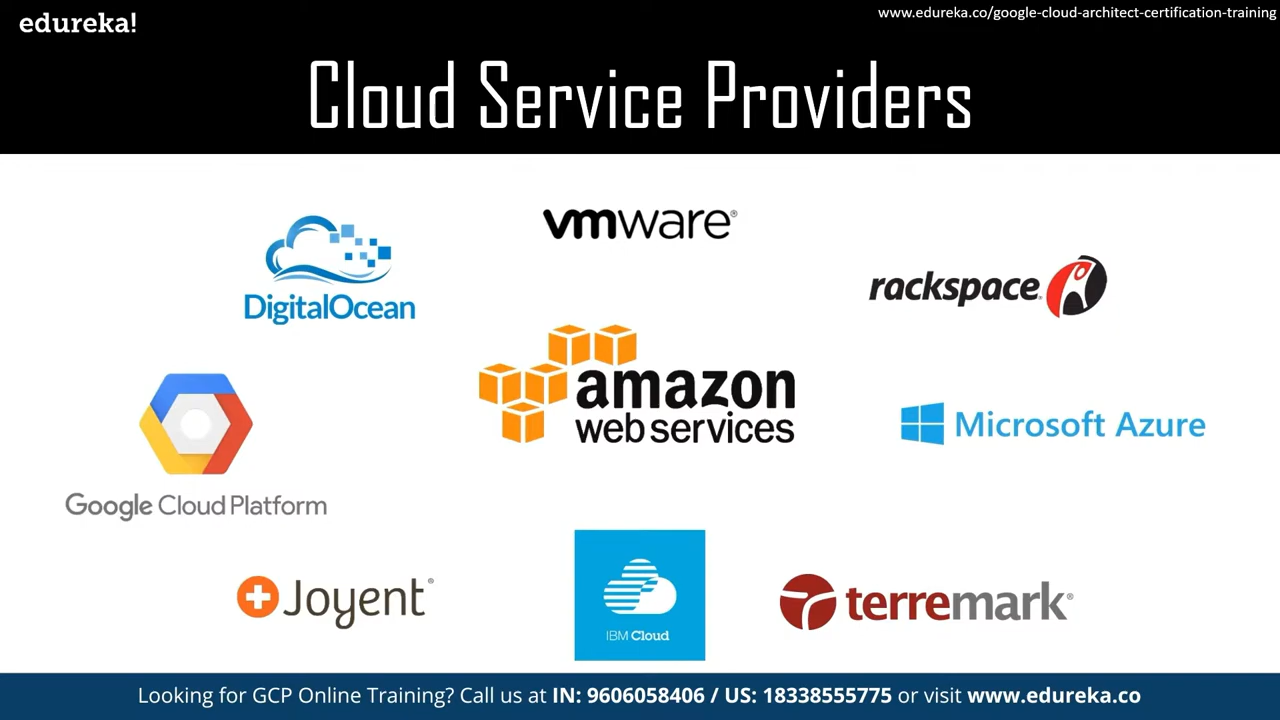 edureka!
www.edureka.co/google-cloud-architect-certification-training
Cloud Service Providers
vmware®
DigitalOcean
rackspace®
amazon
web services
Microsoft Azure
Google Cloud Platform
Joyent®
IBM Cloud
terremark®
Looking for GCP Online Training? Call us at IN: 9606058406 / US: 18338555775 or visit www.edureka.co